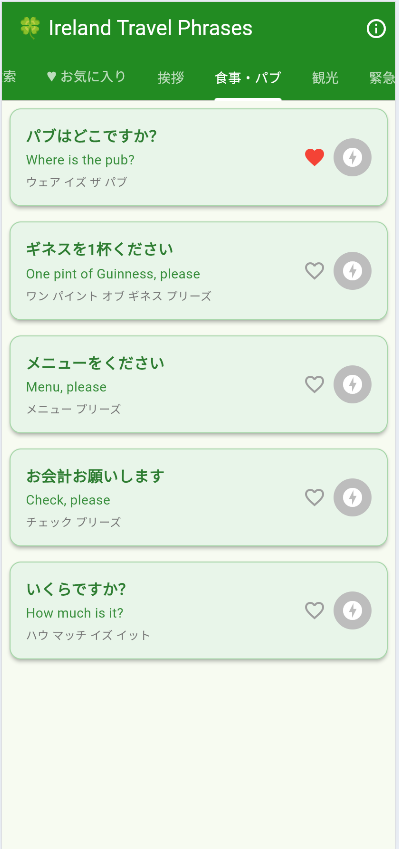 🍀 Ireland Travel Phrases
索 ♥お気に入り 挨拶 食事・パブ 観光 緊急
パブはどこですか?
Where is the pub?
ウェア イズ ザ パブ
ギネスを1杯ください
One pint of Guinness, please
ワン パイント オブ ギネス プリーズ
メニューをください
Menu, please
メニュー プリーズ
お会計お願いします
Check, please
チェック プリーズ
いくらですか?
How much is it?
ハウ マッチ イズ イット